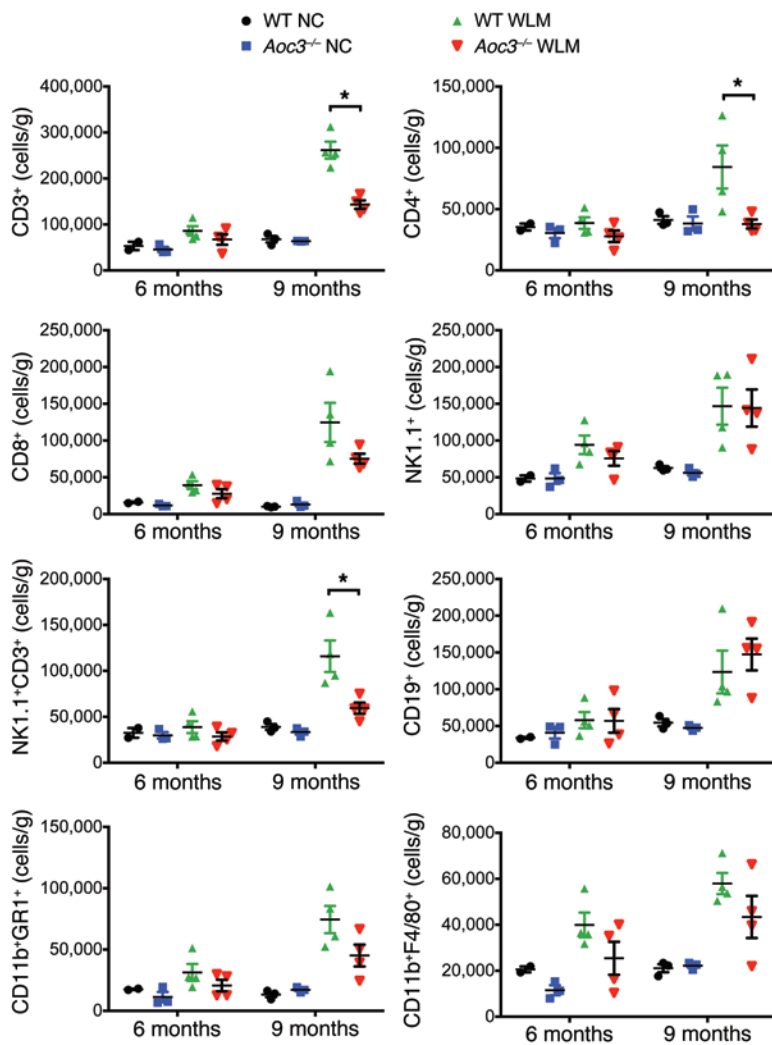 WT NC
WT WLM
Aoc3⁻/⁻ NC
Aoc3⁻/⁻ WLM
CD3⁺ (cells/g)
400,000
300,000
200,000
100,000
0
*
6 months
9 months
CD4⁺ (cells/g)
150,000
100,000
50,000
0
*
6 months
9 months
CD8⁺ (cells/g)
250,000
200,000
150,000
100,000
50,000
0
6 months
9 months
NK1.1⁺ (cells/g)
250,000
200,000
150,000
100,000
50,000
0
6 months
9 months
NK1.1⁺CD3⁺ (cells/g)
200,000
150,000
100,000
50,000
0
*
6 months
9 months
CD19⁺ (cells/g)
250,000
200,000
150,000
100,000
50,000
0
6 months
9 months
CD11b⁺GR1⁺ (cells/g)
150,000
100,000
50,000
0
6 months
9 months
CD11b⁺F4/80⁺ (cells/g)
80,000
60,000
40,000
20,000
0
6 months
9 months